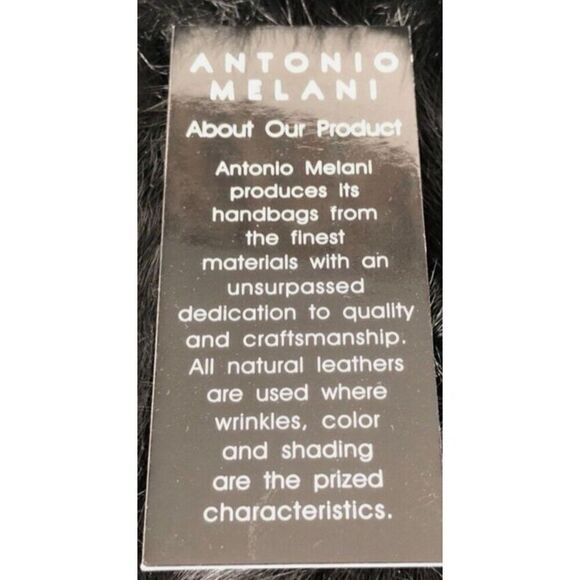 ANTONIO
MELANI
About Our Product
Antonio Melani
produces its
handbags from
the finest
materials with an
unsurpassed
dedication to quality
and craftsmanship.
All natural leathers
are used where
wrinkles, color
and shading
are the prized
characteristics.